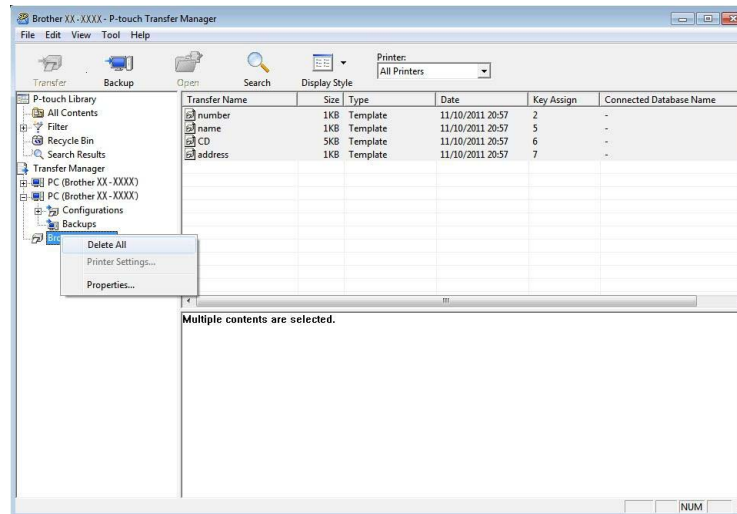 Brother XX-XXXX - P-touch Transfer Manager
File Edit View Tool Help
Printer:
All Printers
Transfer Backup Open Search Display Style
P-touch Library
All Contents
Filter
Recycle Bin
Search Results
Transfer Manager
PC (Brother XX-XXXX)
PC (Brother XX-XXXX)
Configurations
Backups
Bro
Delete All
Printer Settings...
Properties...
Transfer Name Size Type Date Key Assign Connected Database Name
number 1KB Template 11/10/2011 20:57 2 -
name 1KB Template 11/10/2011 20:57 5 -
CD 5KB Template 11/10/2011 20:57 6 -
address 1KB Template 11/10/2011 20:57 7 -
Multiple contents are selected.
NUM